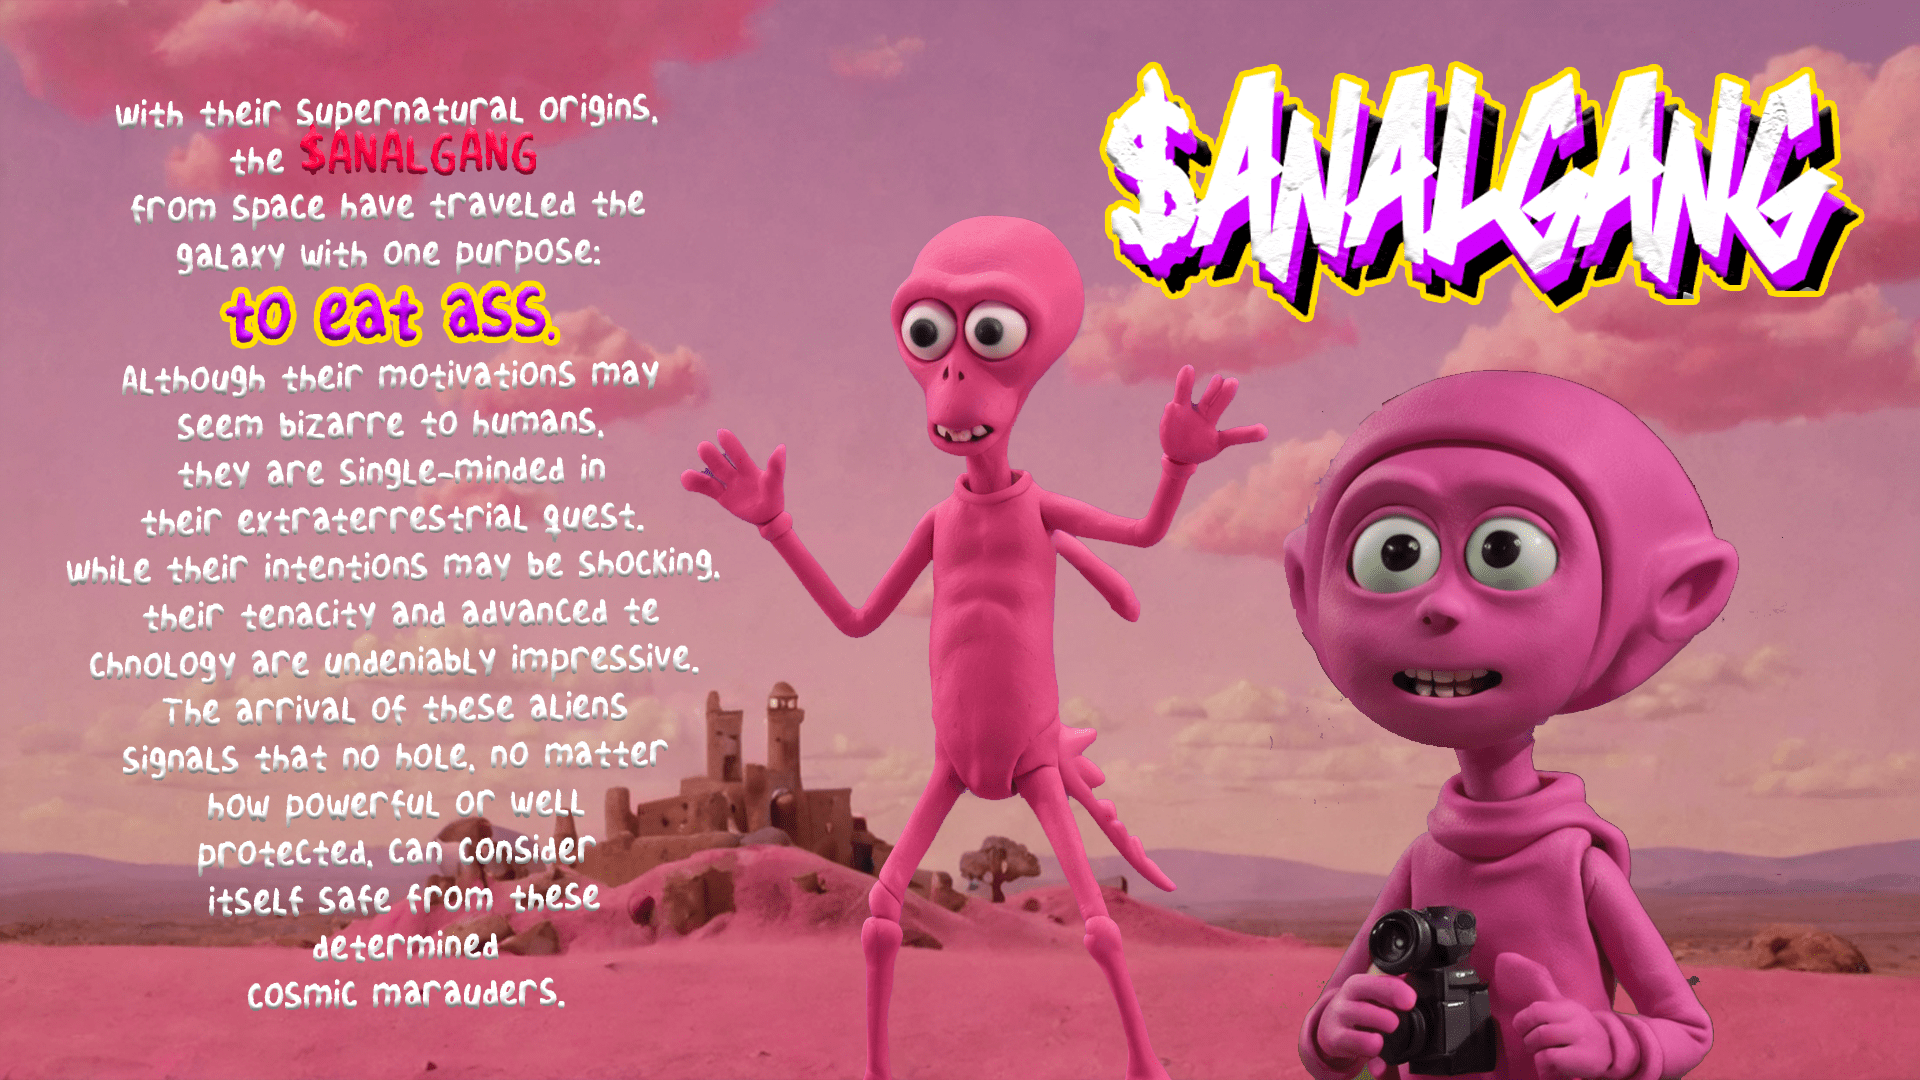 With their supernatural origins,
the $ANALGANG
from space have traveled the
galaxy with one purpose:
to eat ass.
Although their motivations may
seem bizarre to humans,
they are single-minded in
their extraterrestrial quest.
While their intentions may be shocking,
their tenacity and advanced te
chnology are undeniably impressive.
The arrival of these aliens
signals that no hole, no matter
how powerful or well
protected, can consider
itself safe from these
determined
cosmic marauders.
$ANALGANG